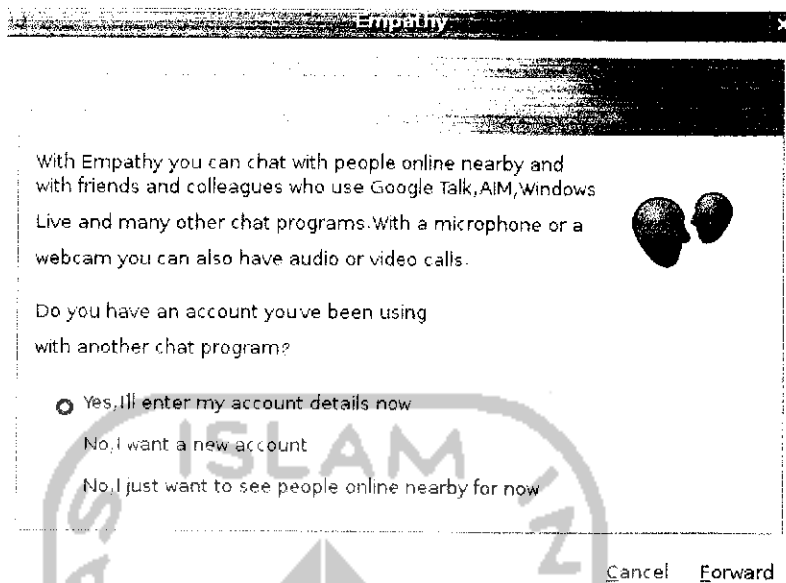 Empathy
With Empathy you can chat with people online nearby and
with friends and colleagues who use Google Talk,AIM,Windows
Live and many other chat programs.With a microphone or a
webcam you can also have audio or video calls.
Do you have an account youve been using
with another chat program?
Yes,Ill enter my account details now
No,I want a new account
No,I just want to see people online nearby for now
ISLAM
Cancel Forward